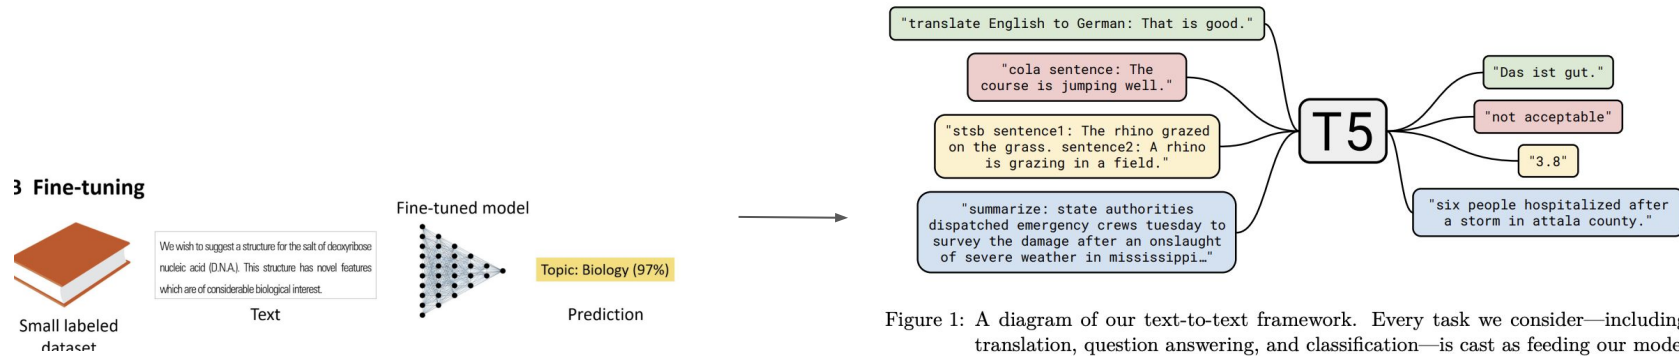 3 Fine-tuning
Small labeled
dataset
We wish to suggest a structure for the salt of deoxyribose
nucleic acid (D.N.A.). This structure has novel features
which are of considerable biological interest.
Text
Fine-tuned model
Topic: Biology (97%)
Prediction
"translate English to German: That is good."
"cola sentence: The
course is jumping well."
"stsb sentence1: The rhino grazed
on the grass. sentence2: A rhino
is grazing in a field."
"summarize: state authorities
dispatched emergency crews tuesday to
survey the damage after an onslaught
of severe weather in mississippi…"
T5
"Das ist gut."
"not acceptable"
"3.8"
"six people hospitalized after
a storm in attala county."
Figure 1: A diagram of our text-to-text framework. Every task we consider—including
translation, question answering, and classification—is cast as feeding our mode